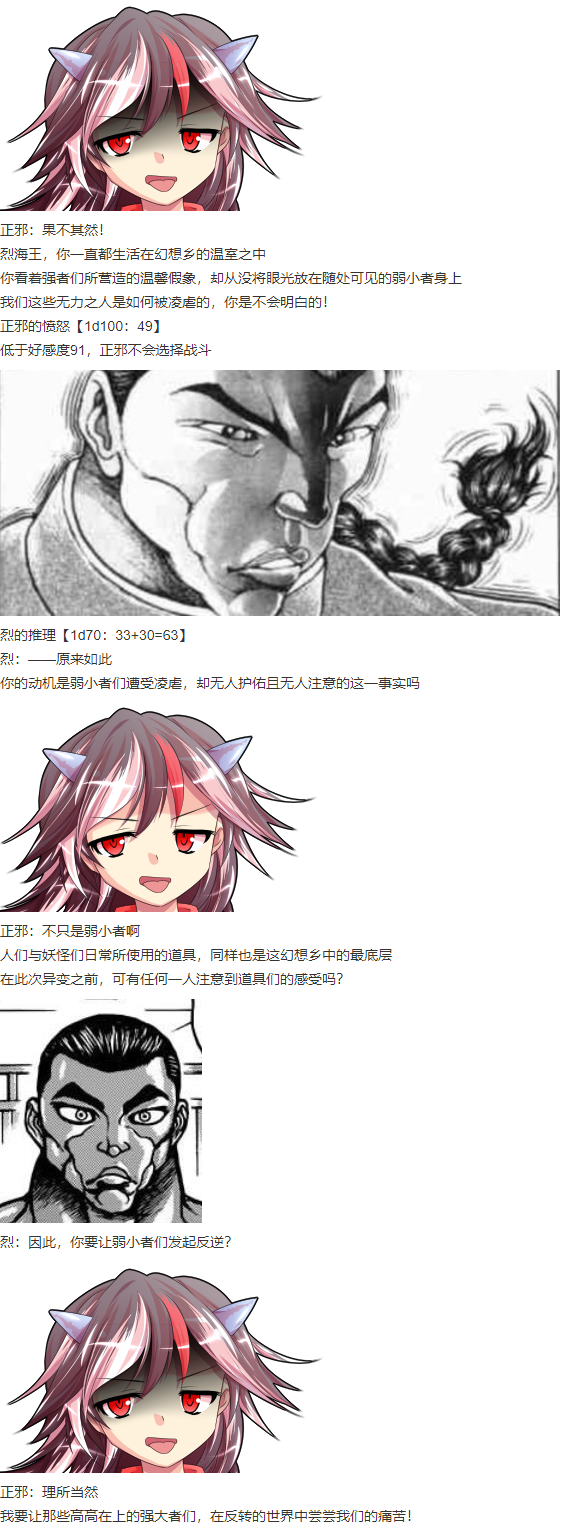 正邪：果不其然！
烈海王，你一直都生活在幻想乡的温室之中
你看着强者们所营造的温馨假象，却从没将眼光放在随处可见的弱小者身上
我们这些无力之人是如何被凌虐的，你是不会明白的！
正邪的愤怒【1d100：49】
低于好感度91，正邪不会选择战斗
烈的推理【1d70：33+30=63】
烈：——原来如此
你的动机是弱小者们遭受凌虐，却无人护佑且无人注意的这一事实吗
正邪：不只是弱小者啊
人们与妖怪们日常所使用的道具，同样也是这幻想乡中的最底层
在此次异变之前，可有任何一人注意到道具们的感受吗？
烈：因此，你要让弱小者们发起反逆？
正邪：理所当然
我要让那些高高在上的强大者们，在反转的世界中尝尝我们的痛苦！